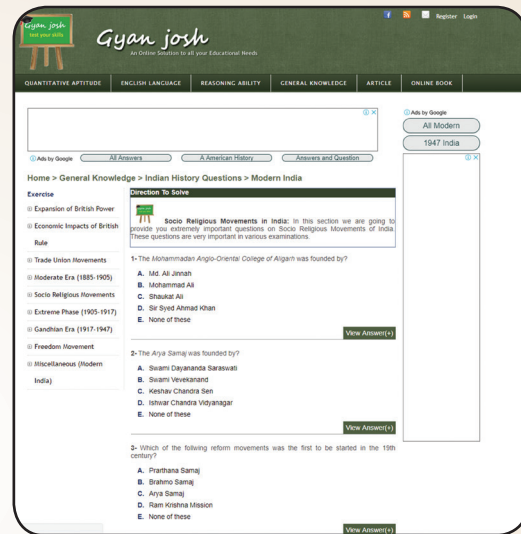 Gyan josh
test your skills
Gyan josh
An Online Solution to all your Educational Needs
Register Login
QUANTITATIVE APTITUDE ENGLISH LANGUAGE REASONING ABILITY GENERAL KNOWLEDGE ARTICLE ONLINE BOOK
Ads by Google All Answers A American History Answers and Question
Ads by Google
All Modern
1947 India
Home > General Knowledge > Indian History Questions > Modern India
Exercise
Expansion of British Power
Economic Impacts of British
Rule
Trade Union Movements
Moderate Era (1885-1905)
Socio Religious Movements
Extreme Phase (1905-1917)
Gandhian Era (1917-1947)
Freedom Movement
Miscellaneous (Modern
India)
Direction To Solve
Socio Religious Movements in India: In this section we are going to
provide you extremely important questions on Socio Religious Movements of India.
These questions are very important in various examinations.
1- The Mohammadan Anglo-Oriental College of Aligarh was founded by?
A. Md. Ali Jinnah
B. Mohammad Ali
C. Shaukat Ali
D. Sir Syed Ahmad Khan
E. None of these
View Answer(+)
2- The Arya Samaj was founded by?
A. Swami Dayananda Saraswati
B. Swami Vevekanand
C. Keshav Chandra Sen
D. Ishwar Chandra Vidyanagar
E. None of these
View Answer(+)
3- Which of the follwing reform movements was the first to be started in the 19th
century?
A. Prarthana Samaj
B. Brahmo Samaj
C. Arya Samaj
D. Ram Krishna Mission
E. None of these
View Answer(+)